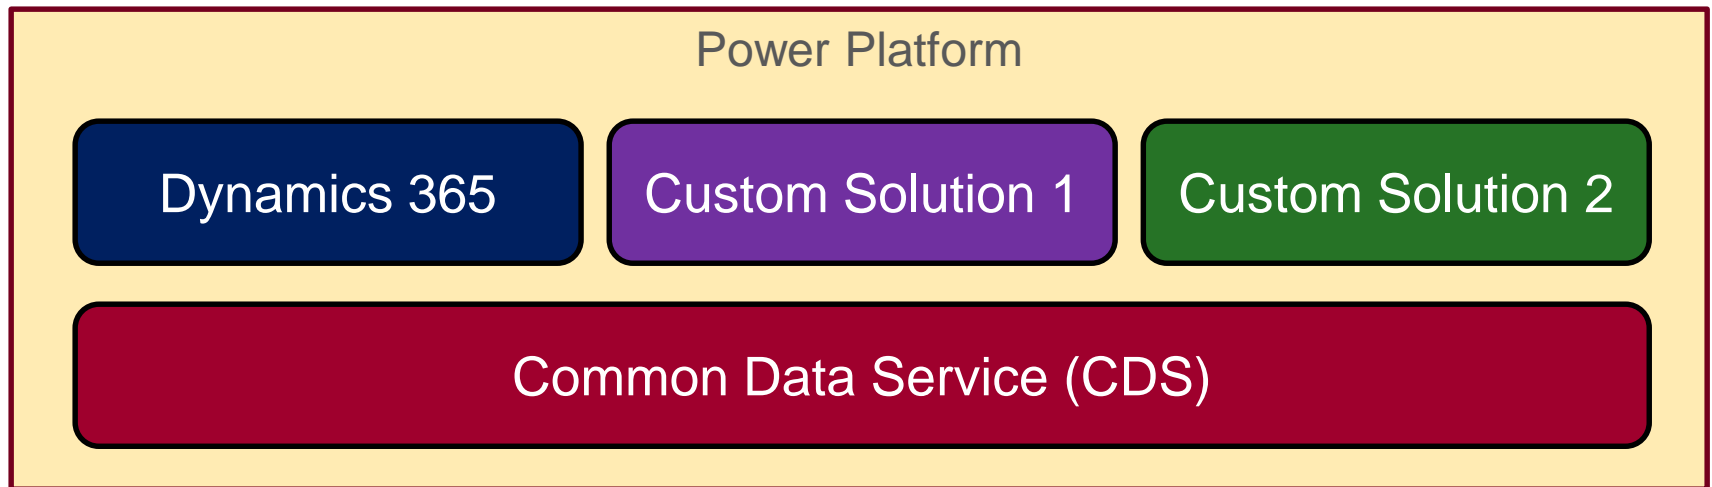 Power Platform
Dynamics 365
Custom Solution 1
Custom Solution 2
Common Data Service (CDS)